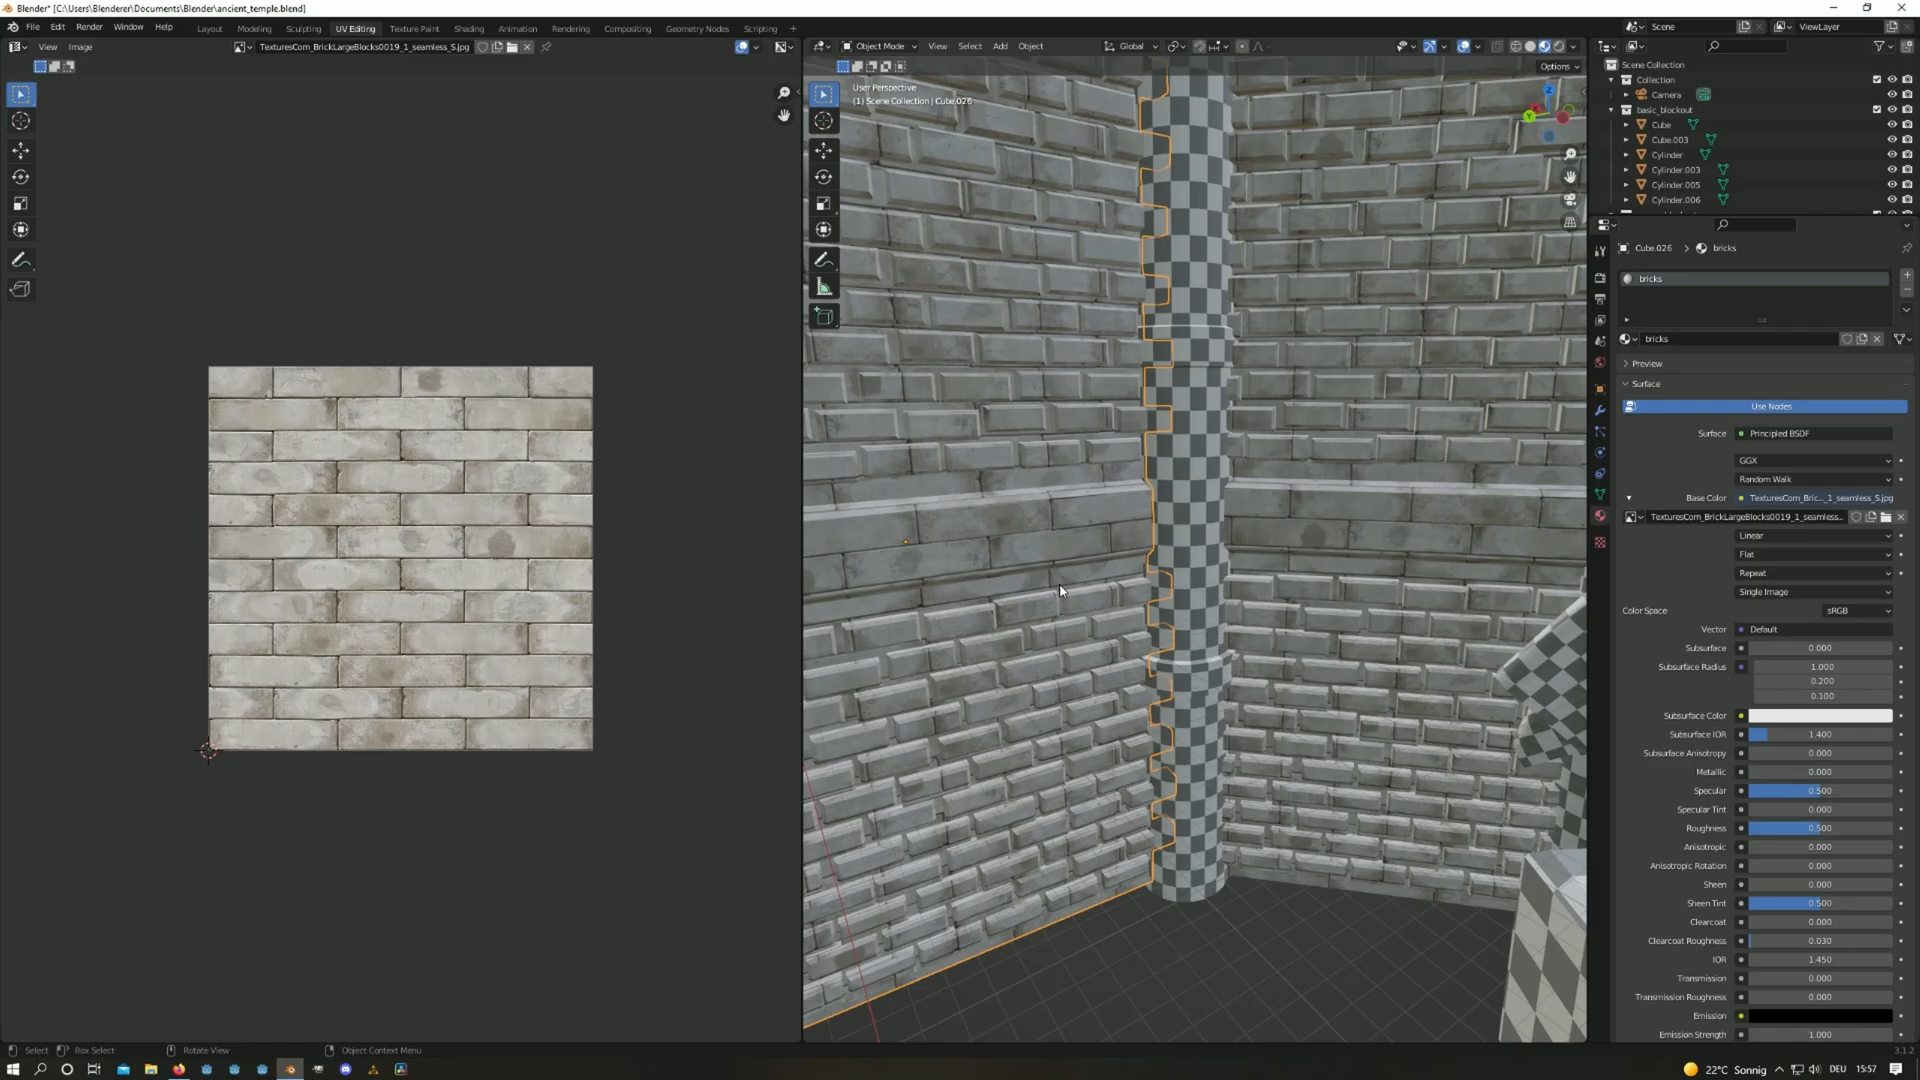 Blender* [C:\Users\Blenderer\Documents\Blender\ancient_temple.blend]
File Edit Render Window Help Layout Modeling Sculpting UV Editing Texture Paint Shading Animation Rendering Compositing Geometry Nodes Scripting +
Scene ViewLayer
View Image TexturesCom_BrickLargeBlocks0019_1_seamless_S.jpg
Object Mode View Select Add Object Global
Options
User Perspective
(1) Scene Collection | Cube.026
Z
Y
Scene Collection
Collection
Camera
basic_blockout
Cube
Cube.003
Cylinder
Cylinder.003
Cylinder.005
Cylinder.006
Cube.026 > bricks
bricks
bricks
Preview
Surface
Use Nodes
Surface Principled BSDF
GGX
Random Walk
Base Color TexturesCom_Bric..._1_seamless_S.jpg
TexturesCom_BrickLargeBlocks0019_1_seamless...
Linear
Flat
Repeat
Single Image
Color Space sRGB
Vector Default
Subsurface 0.000
Subsurface Radius 1.000
0.200
0.100
Subsurface Color
Subsurface IOR 1.400
Subsurface Anisotropy 0.000
Metallic 0.000
Specular 0.500
Specular Tint 0.000
Roughness 0.500
Anisotropic 0.000
Anisotropic Rotation 0.000
Sheen 0.000
Sheen Tint 0.500
Clearcoat 0.000
Clearcoat Roughness 0.030
IOR 1.450
Transmission 0.000
Transmission Roughness 0.000
Emission
Emission Strength 1.000
Select Box Select Rotate View Object Context Menu 3.1.2
22°C Sonnig DEU 15:57